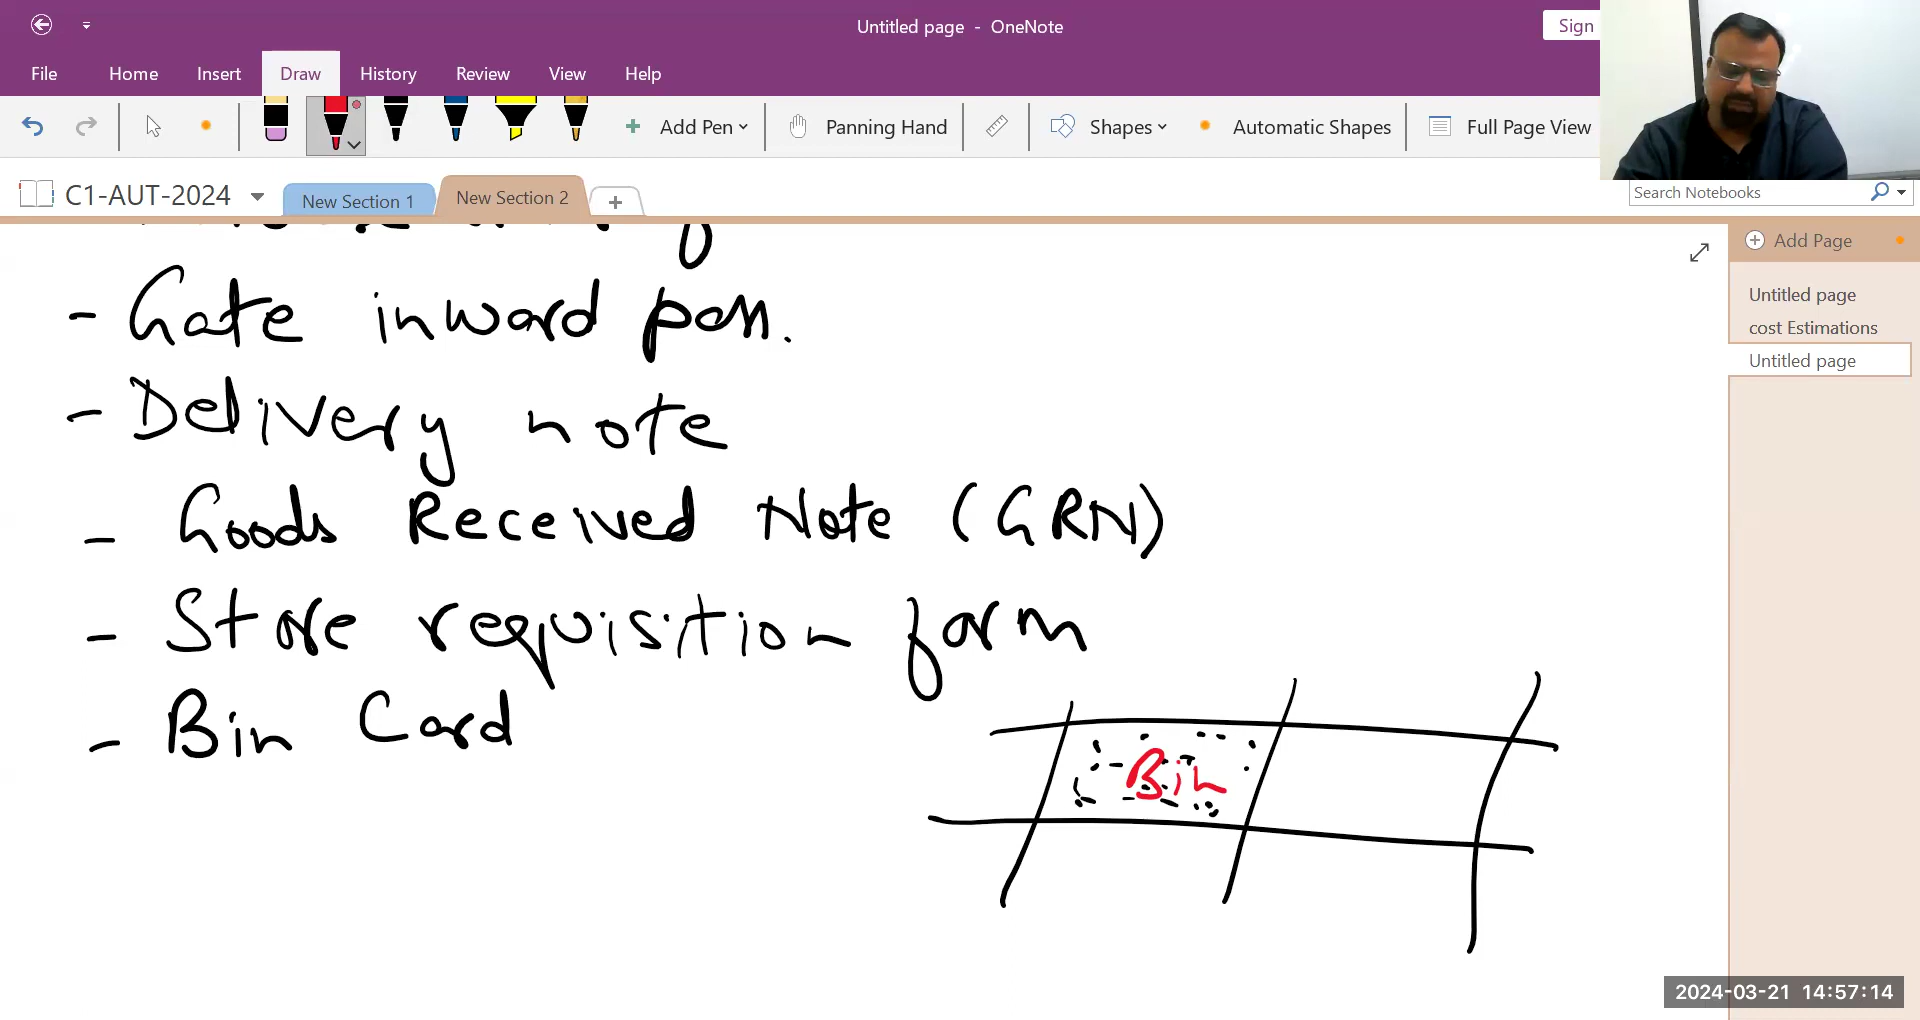 Untitled page - OneNote
Sign
File Home Insert Draw History Review View Help
Add Pen Panning Hand Shapes Automatic Shapes Full Page View
C1-AUT-2024 New Section 1 New Section 2
Search Notebooks
Add Page
Untitled page
cost Estimations
Untitled page
- Gate inward pass.
- Delivery note
- Goods Received Note (GRN)
- Store requisition form
- Bin Card
Bin
2024-03-21 14:57:14